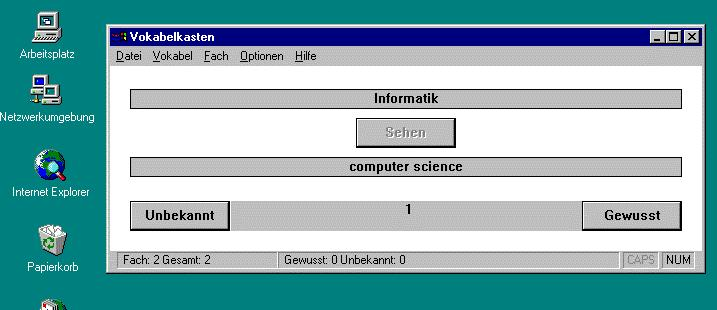 Arbeitsplatz
Netzwerkumgebung
Internet Explorer
Papierkorb
Vokabelkasten
Datei Vokabel Fach Optionen Hilfe
Informatik
Sehen
computer science
Unbekannt 1 Gewusst
Fach: 2 Gesamt: 2 Gewusst: 0 Unbekannt: 0 CAPS NUM